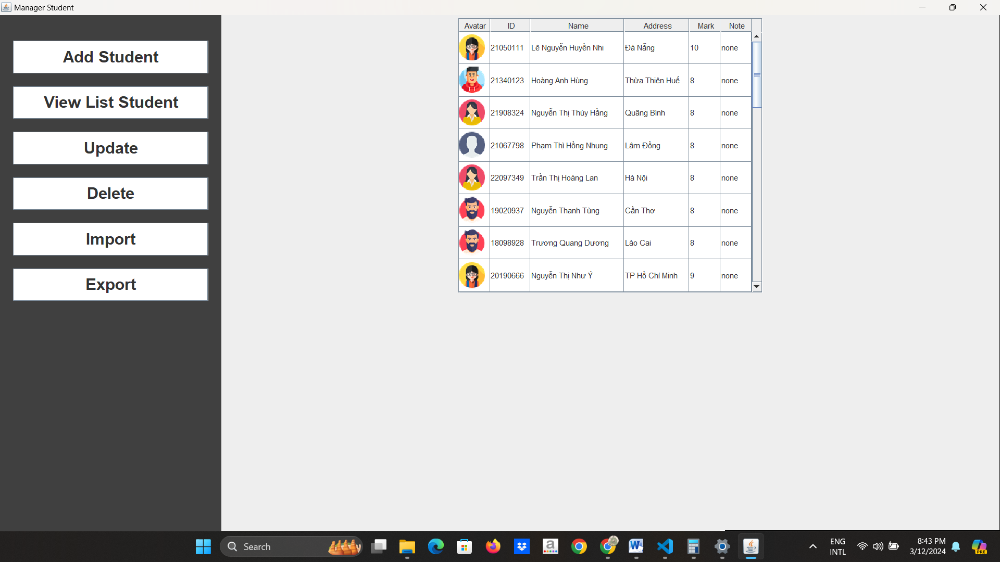 Manager Student
Add Student
View List Student
Update
Delete
Import
Export
Avatar ID Name Address Mark Note
21050111 Lê Nguyễn Huyền Nhi Đà Nẵng 10 none
21340123 Hoàng Anh Hùng Thừa Thiên Huế 8 none
21908324 Nguyễn Thị Thúy Hằng Quãng Bình 8 none
21067798 Phạm Thì Hồng Nhung Lâm Đồng 8 none
22097349 Trần Thị Hoàng Lan Hà Nội 8 none
19020937 Nguyễn Thanh Tùng Cần Thơ 8 none
18098928 Trương Quang Dương Lào Cai 8 none
20190666 Nguyễn Thị Như Ý TP Hồ Chí Minh 9 none
Search
a
W
ENG
INTL
8:43 PM
3/12/2024
PRE